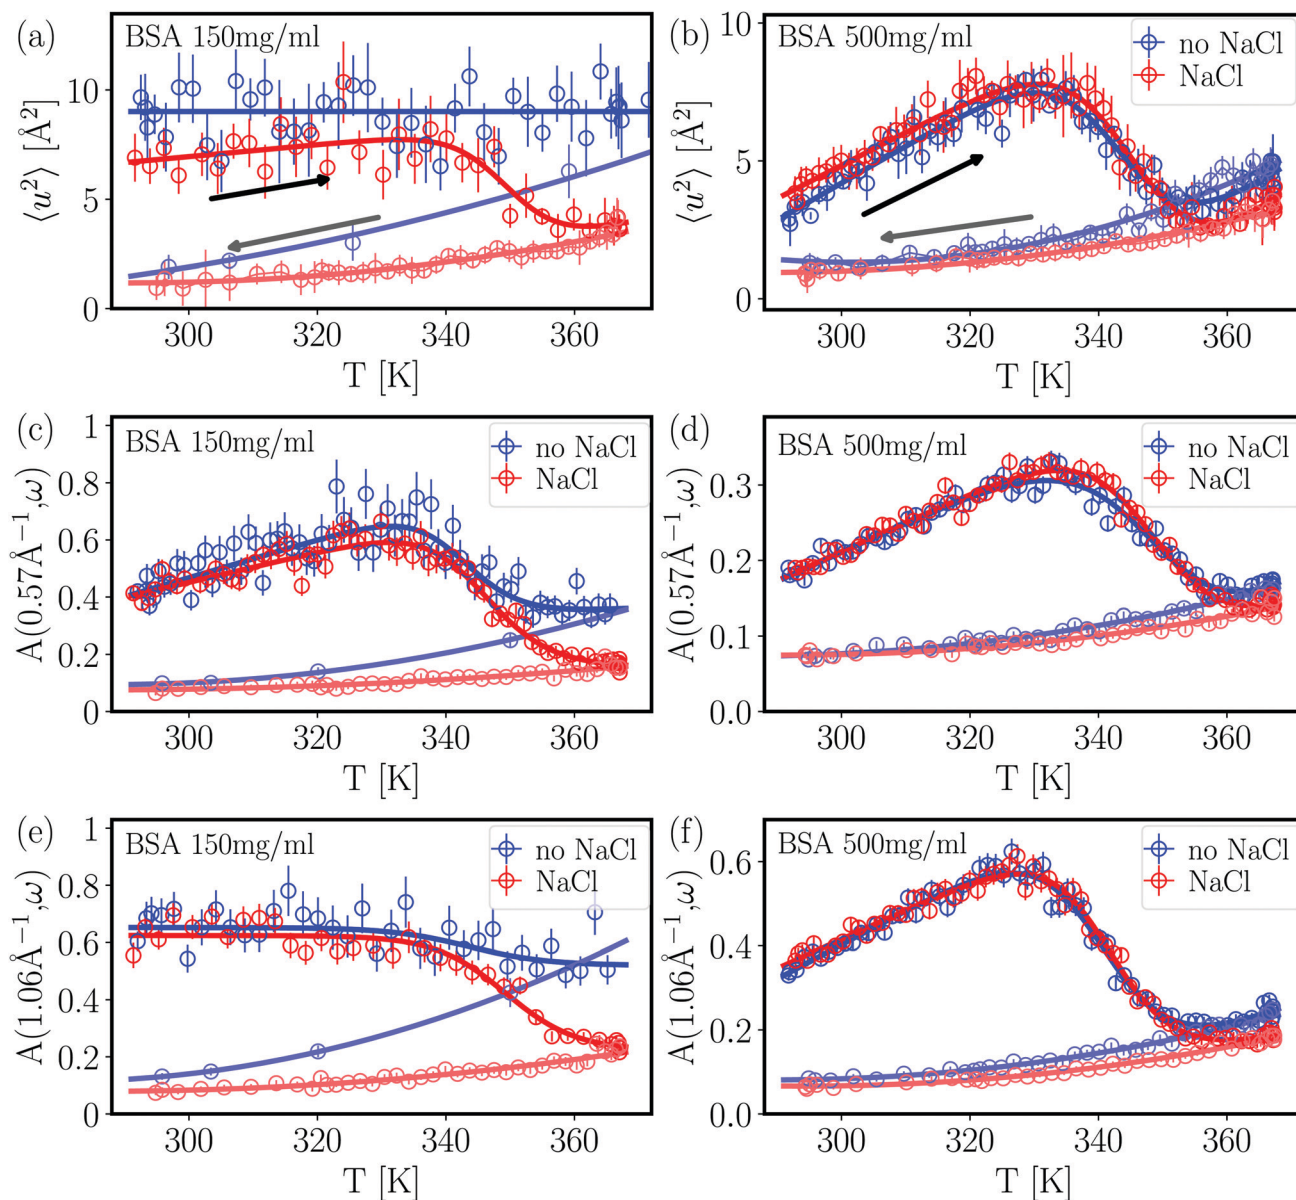 (a)
BSA 150mg/ml
10
5
0
⟨u²⟩ [Å²]
300
320
340
360
T [K]
(b)
BSA 500mg/ml
no NaCl
NaCl
10
5
0
⟨u²⟩ [Å²]
300
320
340
360
T [K]
(c)
BSA 150mg/ml
no NaCl
NaCl
1
0.8
0.6
0.4
0.2
0
A(0.57Å⁻¹,ω)
300
320
340
360
T [K]
(d)
BSA 500mg/ml
no NaCl
NaCl
0.3
0.2
0.1
0.0
A(0.57Å⁻¹,ω)
300
320
340
360
T [K]
(e)
BSA 150mg/ml
no NaCl
NaCl
1
0.8
0.6
0.4
0.2
0
A(1.06Å⁻¹,ω)
300
320
340
360
T [K]
(f)
BSA 500mg/ml
no NaCl
NaCl
0.6
0.4
0.2
0.0
A(1.06Å⁻¹,ω)
300
320
340
360
T [K]